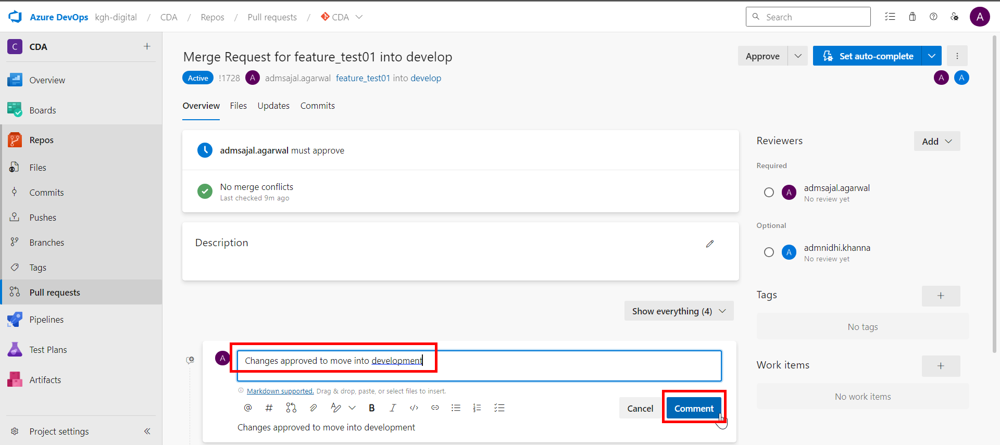 Azure DevOps kgh-digital / CDA / Repos / Pull requests / CDA
Search
A
C CDA
Overview
Boards
Repos
Files
Commits
Pushes
Branches
Tags
Pull requests
Pipelines
Test Plans
Artifacts
Project settings
Merge Request for feature_test01 into develop
Approve
Set auto-complete
Active !1728 A admsajal.agarwal feature_test01 into develop
A A
Overview Files Updates Commits
admsajal.agarwal must approve
No merge conflicts
Last checked 9m ago
Description
Show everything (4)
A
Changes approved to move into development
Markdown supported. Drag & drop, paste, or select files to insert.
Cancel
Comment
Changes approved to move into development
Reviewers
Add
Required
A admsajal.agarwal
No review yet
Optional
A admnidhi.khanna
No review yet
Tags
No tags
Work items
No work items